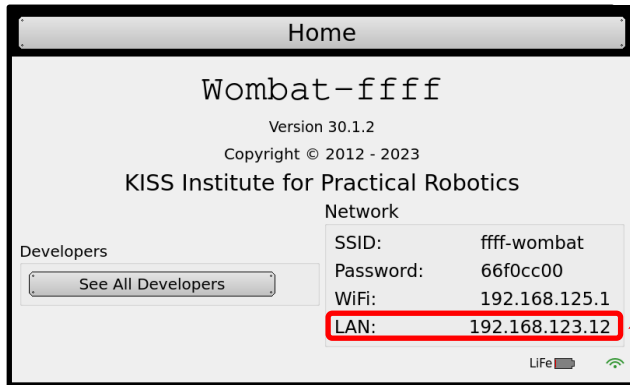 Home
Wombat-ffff
Version 30.1.2
Copyright © 2012 - 2023
KISS Institute for Practical Robotics
Network
Developers
See All Developers
SSID: ffff-wombat
Password: 66f0cc00
WiFi: 192.168.125.1
LAN: 192.168.123.12
LiFe